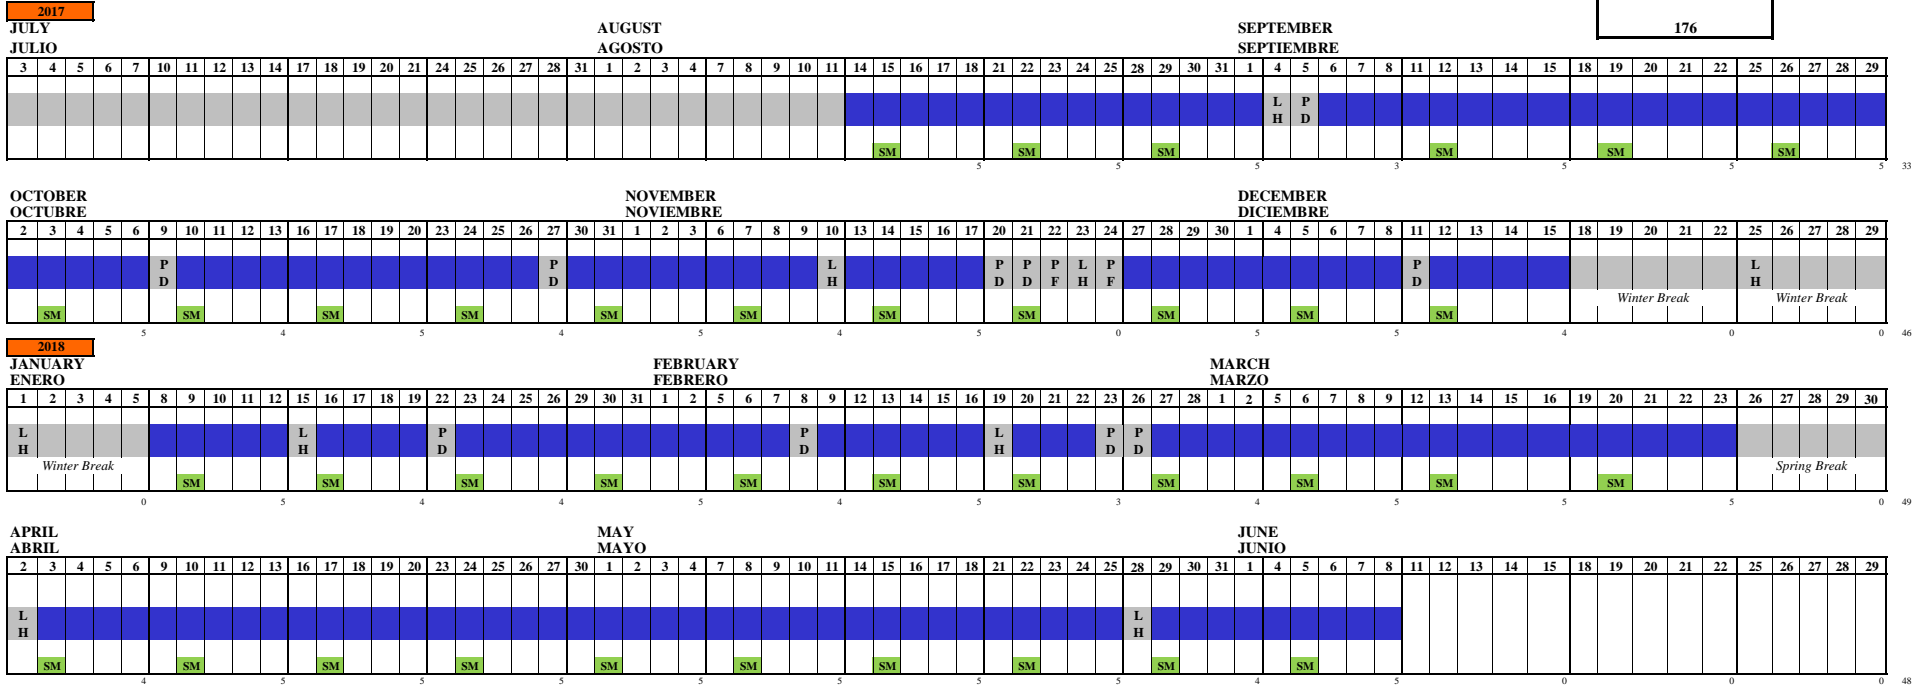 2017
JULY AUGUST SEPTEMBER 176
JULIO AGOSTO SEPTIEMBRE
3 4 5 6 7 10 11 12 13 14 17 18 19 20 21 24 25 26 27 28 31 1 2 3 4 7 8 9 10 11 14 15 16 17 18 21 22 23 24 25 28 29 30 31 1 4 5 6 7 8 11 12 13 14 15 18 19 20 21 22 25 26 27 28 29
L P
H D
SM SM SM SM SM SM
5 5 3 5 5 33
OCTOBER NOVEMBER DECEMBER
OCTUBRE NOVIEMBRE DICIEMBRE
2 3 4 5 6 9 10 11 12 13 16 17 18 19 20 23 24 25 26 27 30 31 1 2 3 6 7 8 9 10 13 14 15 16 17 20 21 22 23 24 27 28 29 30 1 4 5 6 7 8 11 12 13 14 15 18 19 20 21 22 25 26 27 28 29
P P L P P P L P P L
D D H D D F H F D H
Winter Break Winter Break
SM SM SM SM SM SM SM SM SM SM SM
5 4 5 4 5 4 5 0 5 5 4 0 0 46
2018
JANUARY FEBRUARY MARCH
ENERO FEBRERO MARZO
1 2 3 4 5 8 9 10 11 12 15 16 17 18 19 22 23 24 25 26 29 30 31 1 2 5 6 7 8 9 12 13 14 15 16 19 20 21 22 23 26 27 28 1 2 5 6 7 8 9 12 13 14 15 16 19 20 21 22 23 26 27 28 29 30
L L P P L P P
H H D D H D D
Winter Break Spring Break
SM SM SM SM SM SM SM SM SM SM SM
0 5 4 4 5 4 5 3 4 5 5 5 0 49
APRIL MAY JUNE
ABRIL MAYO JUNIO
2 3 4 5 6 9 10 11 12 13 16 17 18 19 20 23 24 25 26 27 30 1 2 3 4 7 8 9 10 11 14 15 16 17 18 21 22 23 24 25 28 29 30 31 1 4 5 6 7 8 11 12 13 14 15 18 19 20 21 22 25 26 27 28 29
L L
H H
SM SM SM SM SM SM SM SM SM SM
4 5 5 5 5 5 5 5 4 5 0 0 0 48